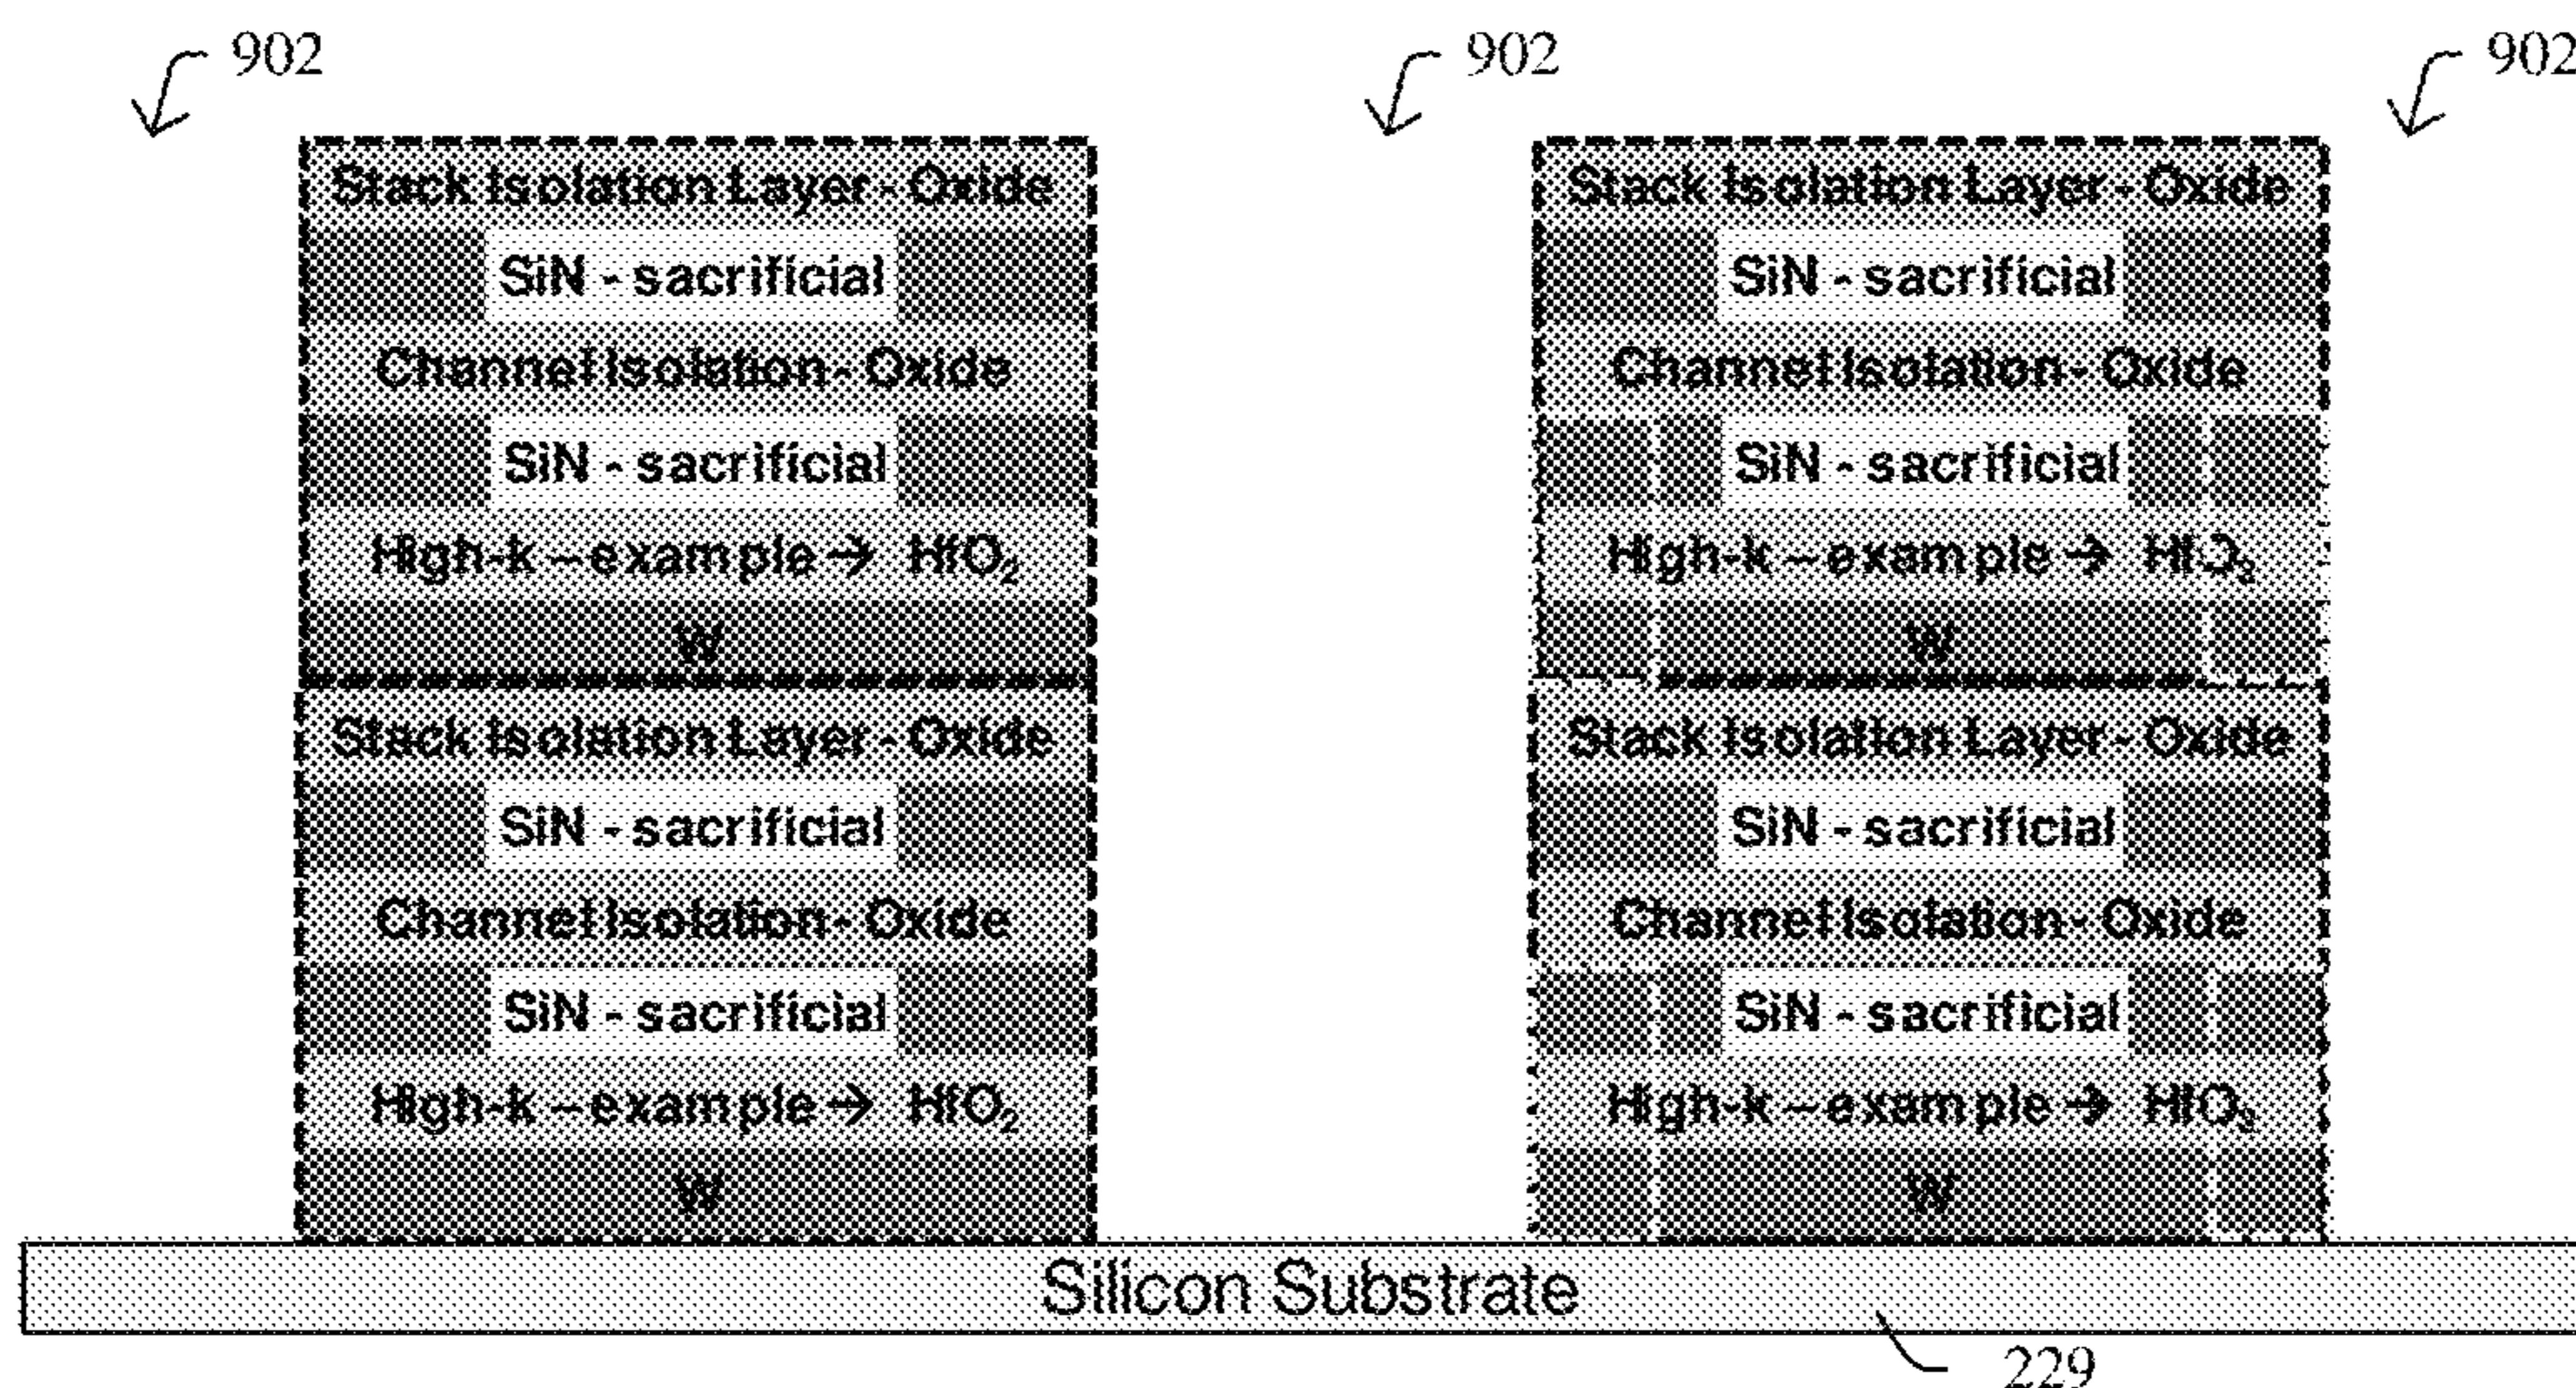 902 902 902
Stack Isolation Layer - Oxide
SiN - sacrificial
Channel Isolation - Oxide
SiN - sacrificial
High-k – example → HfO₂
W
Stack Isolation Layer - Oxide
SiN - sacrificial
Channel Isolation - Oxide
SiN - sacrificial
High-k – example → HfO₂
W
Stack Isolation Layer - Oxide
SiN - sacrificial
Channel Isolation - Oxide
SiN - sacrificial
High-k – example → HfO₂
W
Stack Isolation Layer - Oxide
SiN - sacrificial
Channel Isolation - Oxide
SiN - sacrificial
High-k – example → HfO₂
W
Silicon Substrate
229